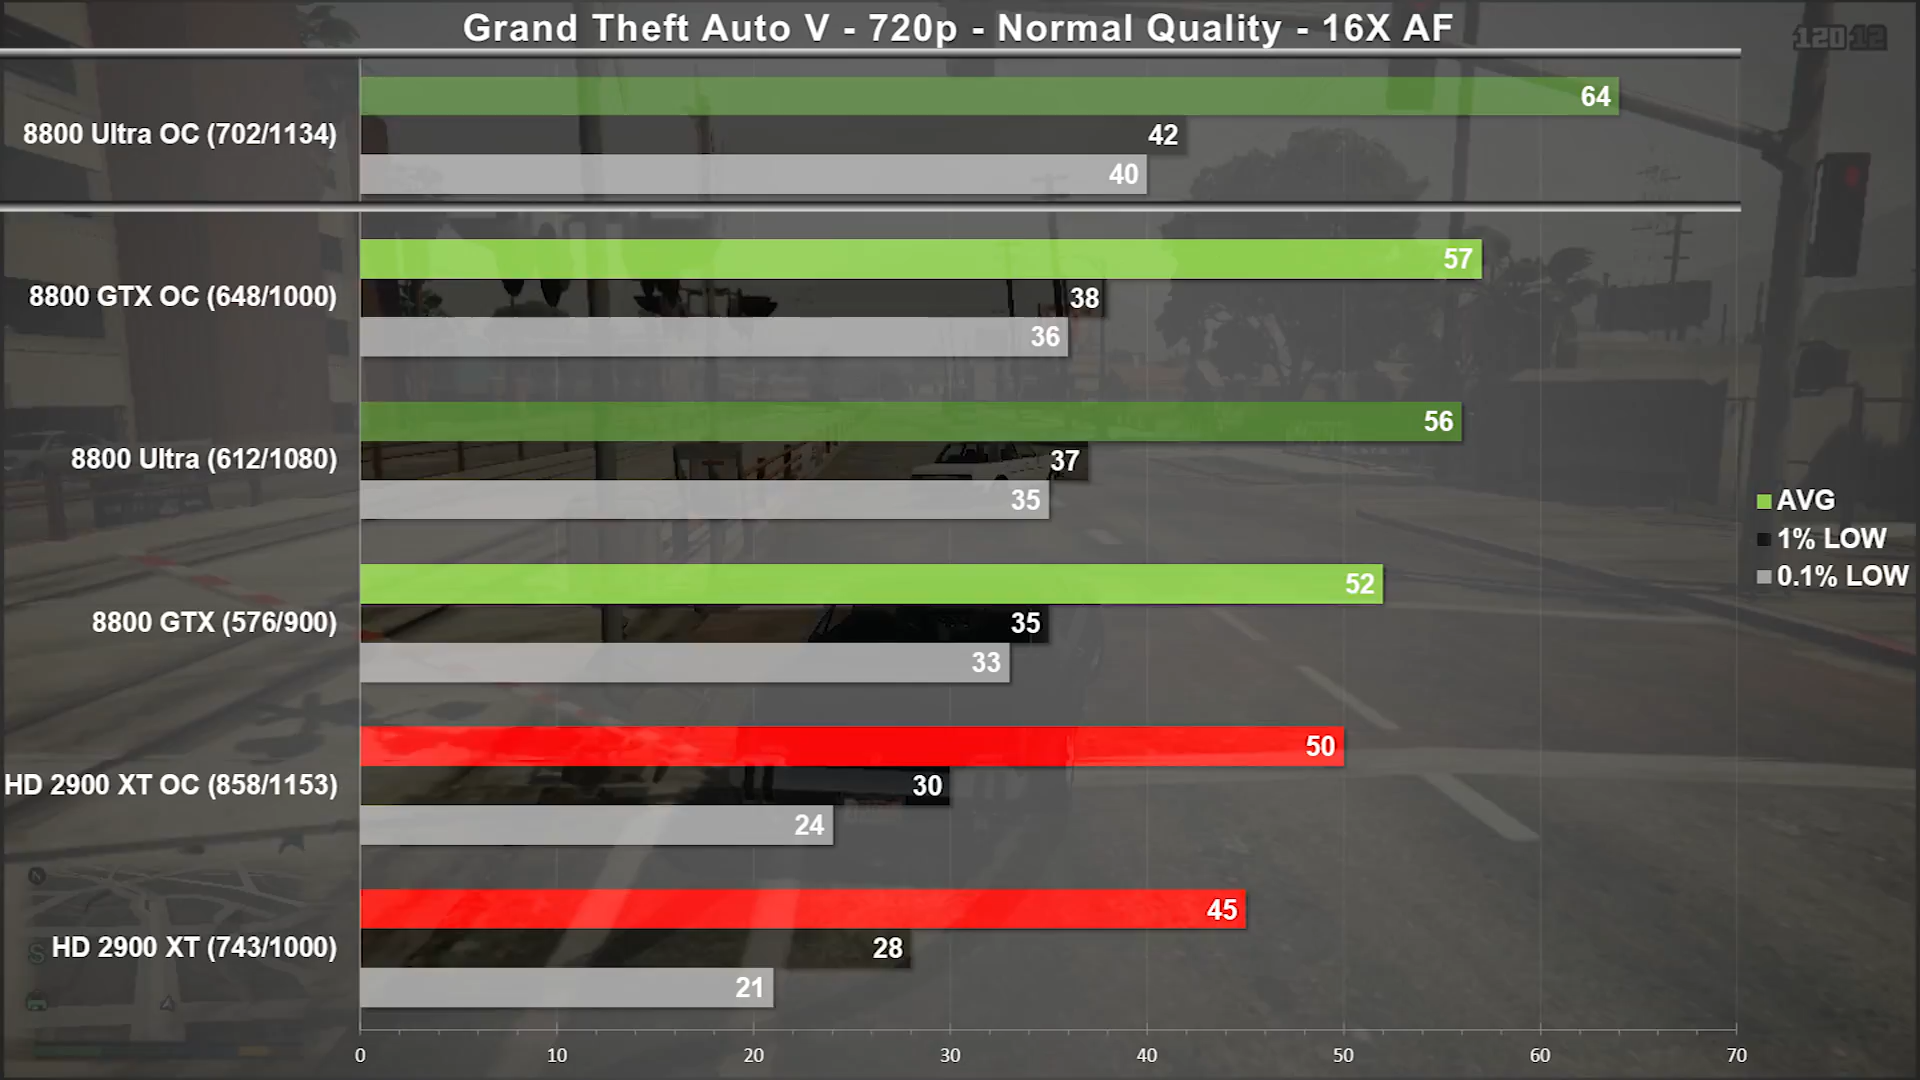 Grand Theft Auto V - 720p - Normal Quality - 16X AF
120 12
8800 Ultra OC (702/1134)
64
42
40
8800 GTX OC (648/1000)
57
38
36
8800 Ultra (612/1080)
56
37
35
8800 GTX (576/900)
52
35
33
HD 2900 XT OC (858/1153)
50
30
24
HD 2900 XT (743/1000)
45
28
21
AVG
1% LOW
0.1% LOW
N
S
0 10 20 30 40 50 60 70